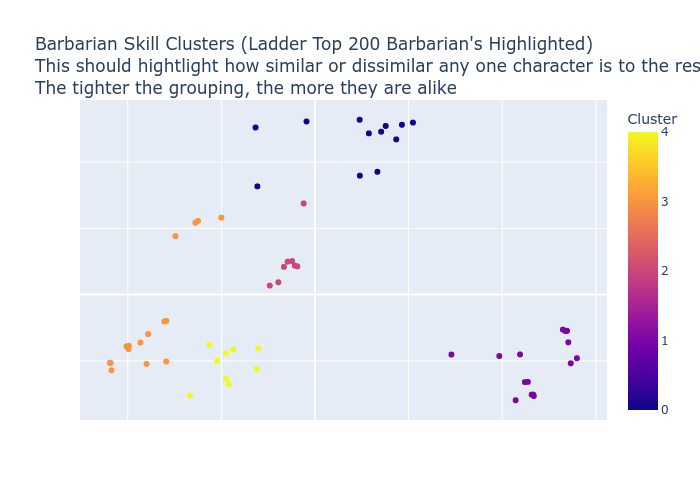 Barbarian Skill Clusters (Ladder Top 200 Barbarian's Highlighted)
This should hightlight how similar or dissimilar any one character is to the res
The tighter the grouping, the more they are alike
Cluster
4
3
2
1
0